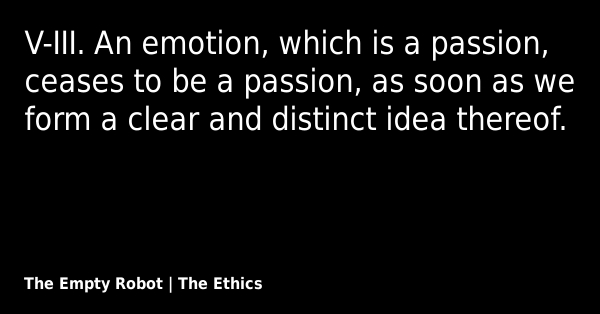 V-III. An emotion, which is a passion,
ceases to be a passion, as soon as we
form a clear and distinct idea thereof.
The Empty Robot | The Ethics